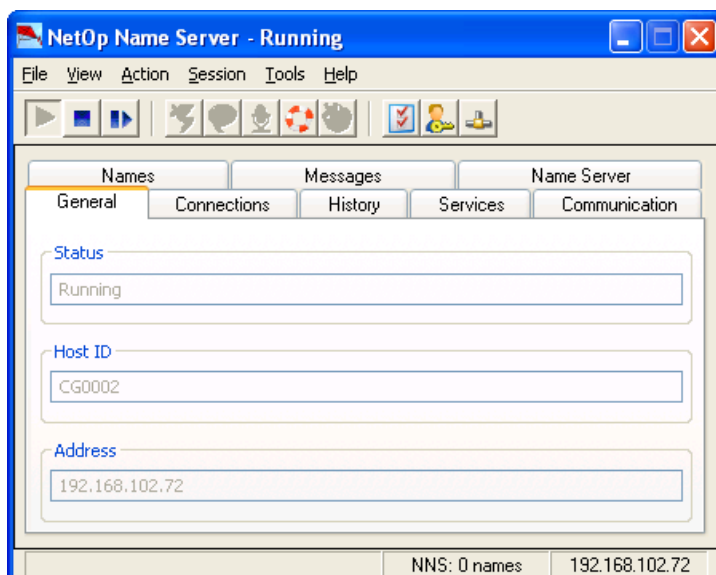 NetOp Name Server - Running
File View Action Session Tools Help
Names Messages Name Server
General Connections History Services Communication
Status
Running
Host ID
CG0002
Address
192.168.102.72
NNS: 0 names 192.168.102.72